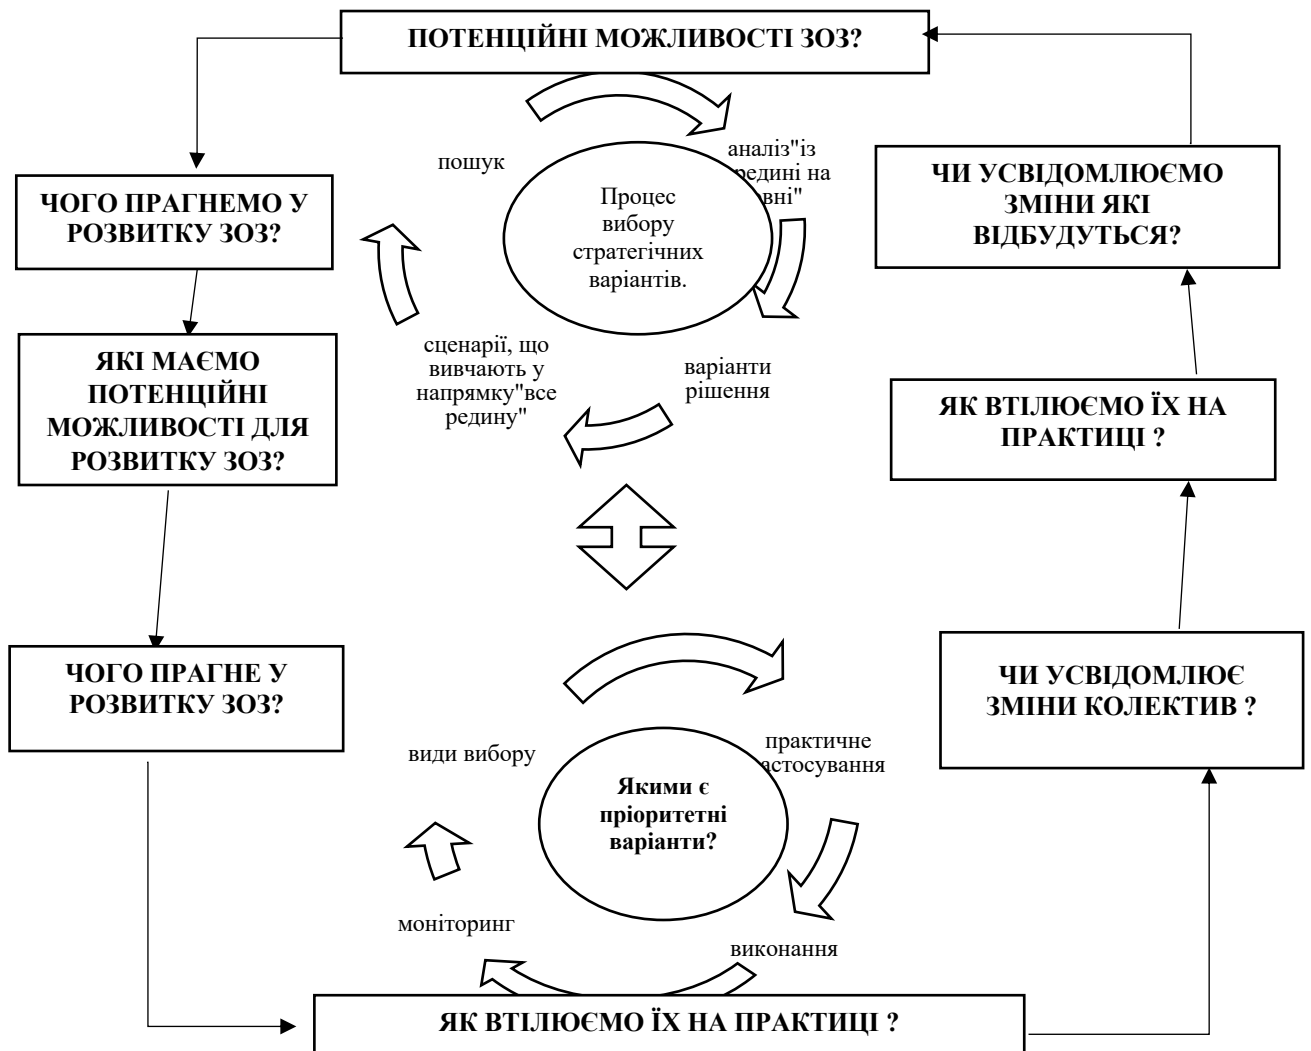 ПОТЕНЦІЙНІ МОЖЛИВОСТІ ЗОЗ?
пошук
аналіз"із
редині на
вні"
Процес
вибору
стратегічних
варіантів.
ЧОГО ПРАГНЕМО У
РОЗВИТКУ ЗОЗ?
ЧИ УСВІДОМЛЮЄМО
ЗМІНИ ЯКІ
ВІДБУДУТЬСЯ?
ЯКІ МАЄМО
ПОТЕНЦІЙНІ
МОЖЛИВОСТІ ДЛЯ
РОЗВИТКУ ЗОЗ?
сценарії, що
вивчають у
напрямку"все
редину"
варіанти
рішення
ЯК ВТІЛЮЄМО ЇХ НА
ПРАКТИЦІ ?
ЧОГО ПРАГНЕ У
РОЗВИТКУ ЗОЗ?
ЧИ УСВІДОМЛЮЄ
ЗМІНИ КОЛЕКТИВ ?
види вибору
практичне
астосування
Якими є
пріоритетні
варіанти?
моніторинг
виконання
ЯК ВТІЛЮЄМО ЇХ НА ПРАКТИЦІ ?